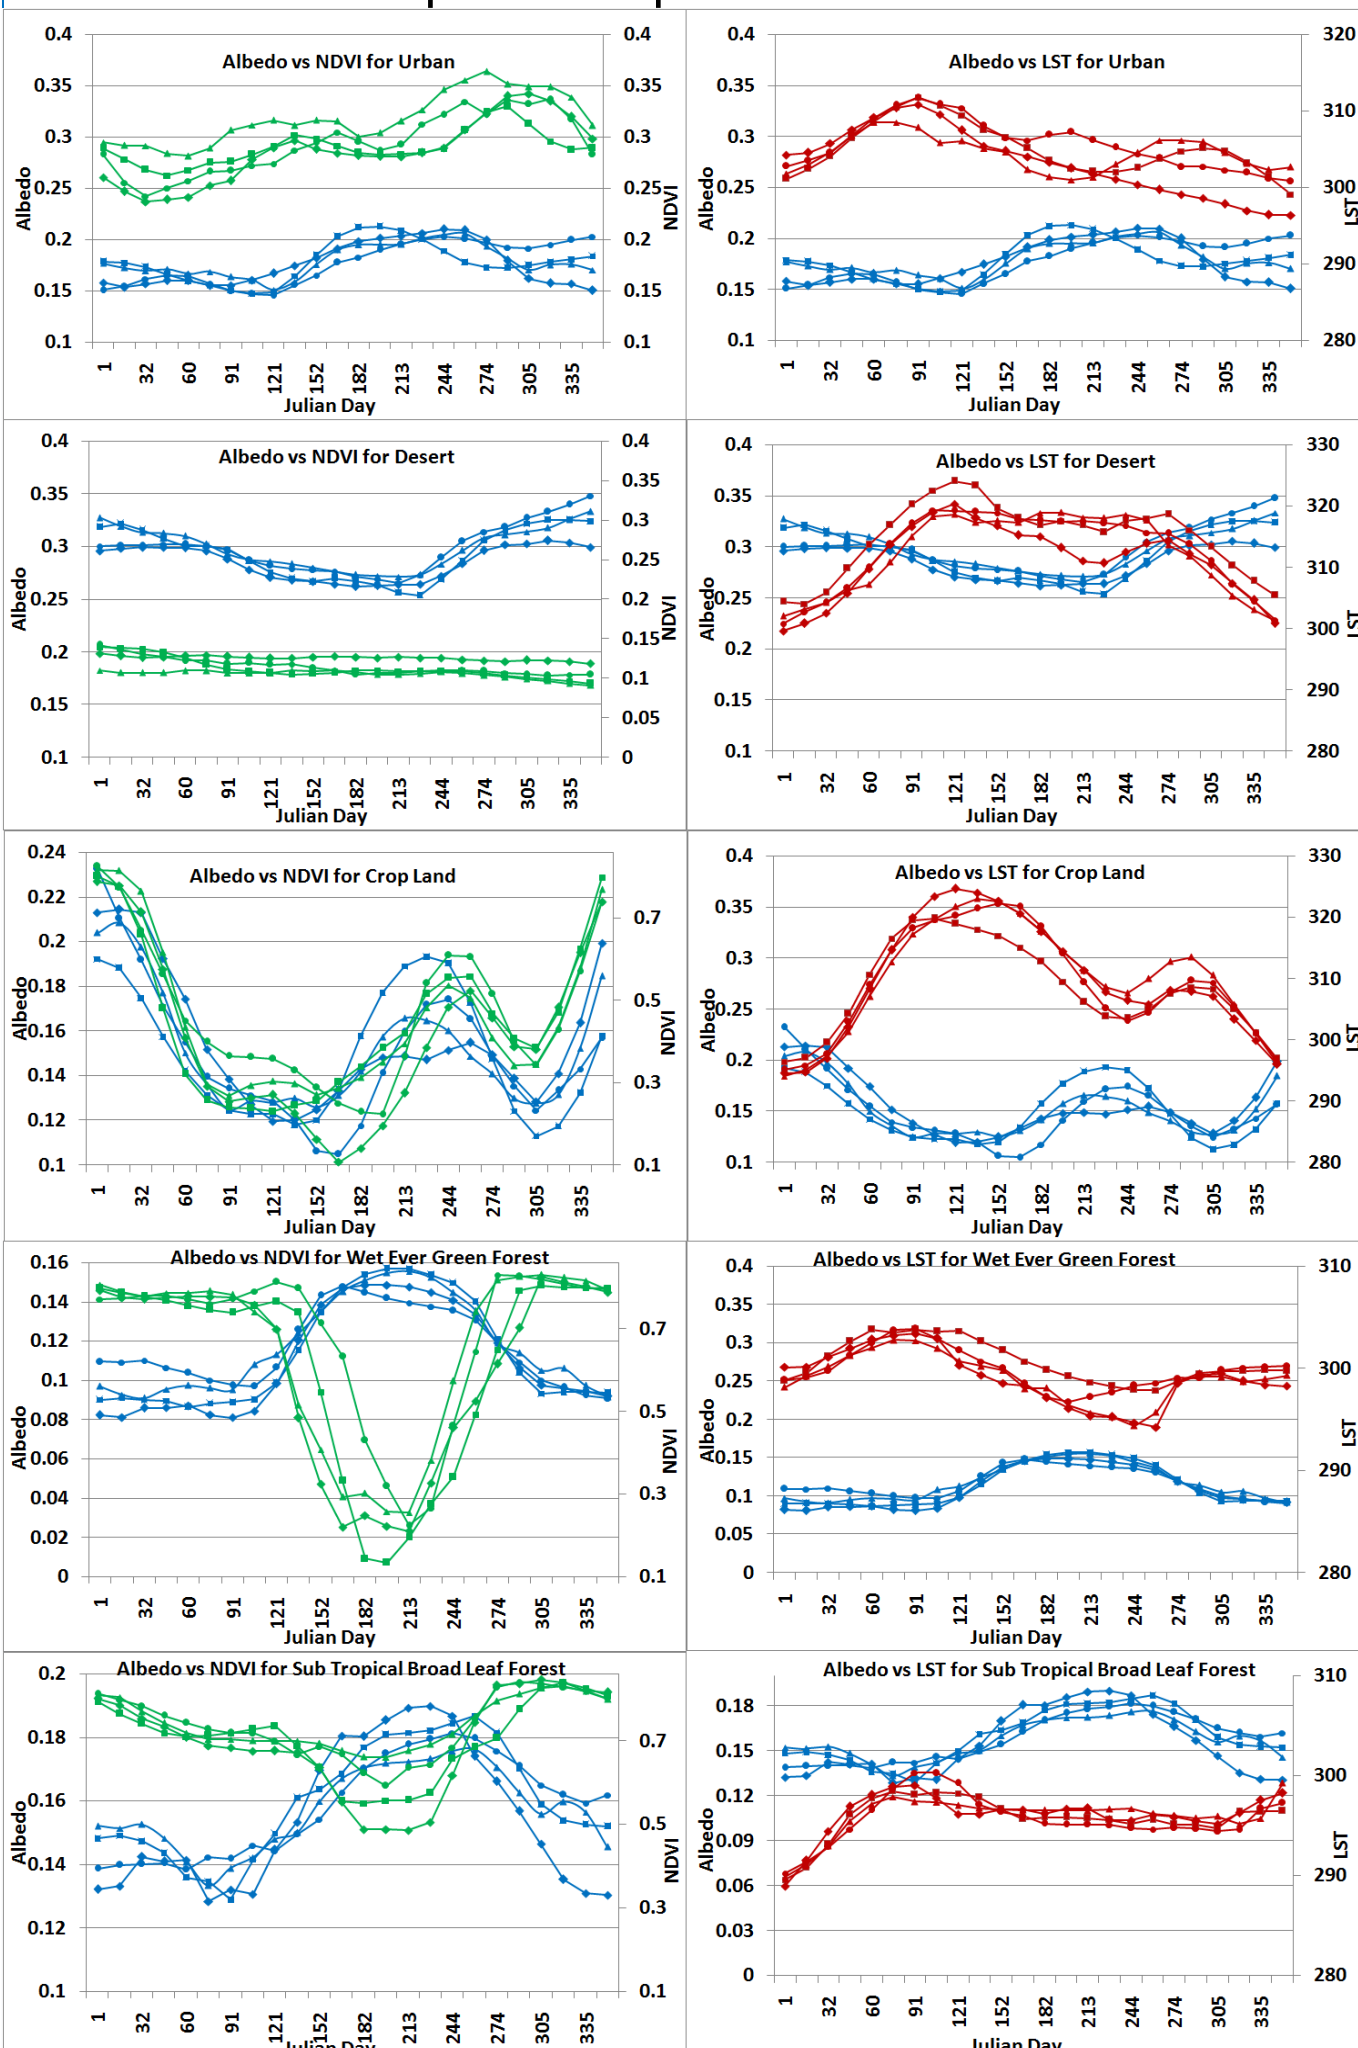 Albedo vs NDVI for Urban
0.4
0.35
0.3
0.25
0.2
0.15
0.1
Albedo
0.4
0.35
0.3
0.25
0.2
0.15
0.1
NDVI
1 32 60 91 121 152 182 213 244 274 305 335
Julian Day
Albedo vs LST for Urban
0.4
0.35
0.3
0.25
0.2
0.15
0.1
Albedo
320
310
300
290
280
LST
1 32 60 91 121 152 182 213 244 274 305 335
Julian Day
Albedo vs NDVI for Desert
0.4
0.35
0.3
0.25
0.2
0.15
0.1
Albedo
0.4
0.35
0.3
0.25
0.2
0.15
0.1
0.05
0
NDVI
1 32 60 91 121 152 182 213 244 274 305 335
Julian Day
Albedo vs LST for Desert
0.4
0.35
0.3
0.25
0.2
0.15
0.1
Albedo
330
320
310
300
290
280
LST
1 32 60 91 121 152 182 213 244 274 305 335
Julian Day
Albedo vs NDVI for Crop Land
0.24
0.22
0.2
0.18
0.16
0.14
0.12
0.1
Albedo
0.7
0.5
0.3
0.1
NDVI
1 32 60 91 121 152 182 213 244 274 305 335
Julian Day
Albedo vs LST for Crop Land
0.4
0.35
0.3
0.25
0.2
0.15
0.1
Albedo
330
320
310
300
290
280
LST
1 32 60 91 121 152 182 213 244 274 305 335
Julian Day
Albedo vs NDVI for Wet Ever Green Forest
0.16
0.14
0.12
0.1
0.08
0.06
0.04
0.02
0
Albedo
0.7
0.5
0.3
0.1
NDVI
1 32 60 91 121 152 182 213 244 274 305 335
Julian Day
Albedo vs LST for Wet Ever Green Forest
0.4
0.35
0.3
0.25
0.2
0.15
0.1
0.05
0
Albedo
310
300
290
280
LST
1 32 60 91 121 152 182 213 244 274 305 335
Julian Day
Albedo vs NDVI for Sub Tropical Broad Leaf Forest
0.2
0.18
0.16
0.14
0.12
0.1
Albedo
0.7
0.5
0.3
0.1
NDVI
1 32 60 91 121 152 182 213 244 274 305 335
Julian Day
Albedo vs LST for Sub Tropical Broad Leaf Forest
0.18
0.15
0.12
0.09
0.06
0.03
0
Albedo
310
300
290
280
LST
1 32 60 91 121 152 182 213 244 274 305 335
Julian Day